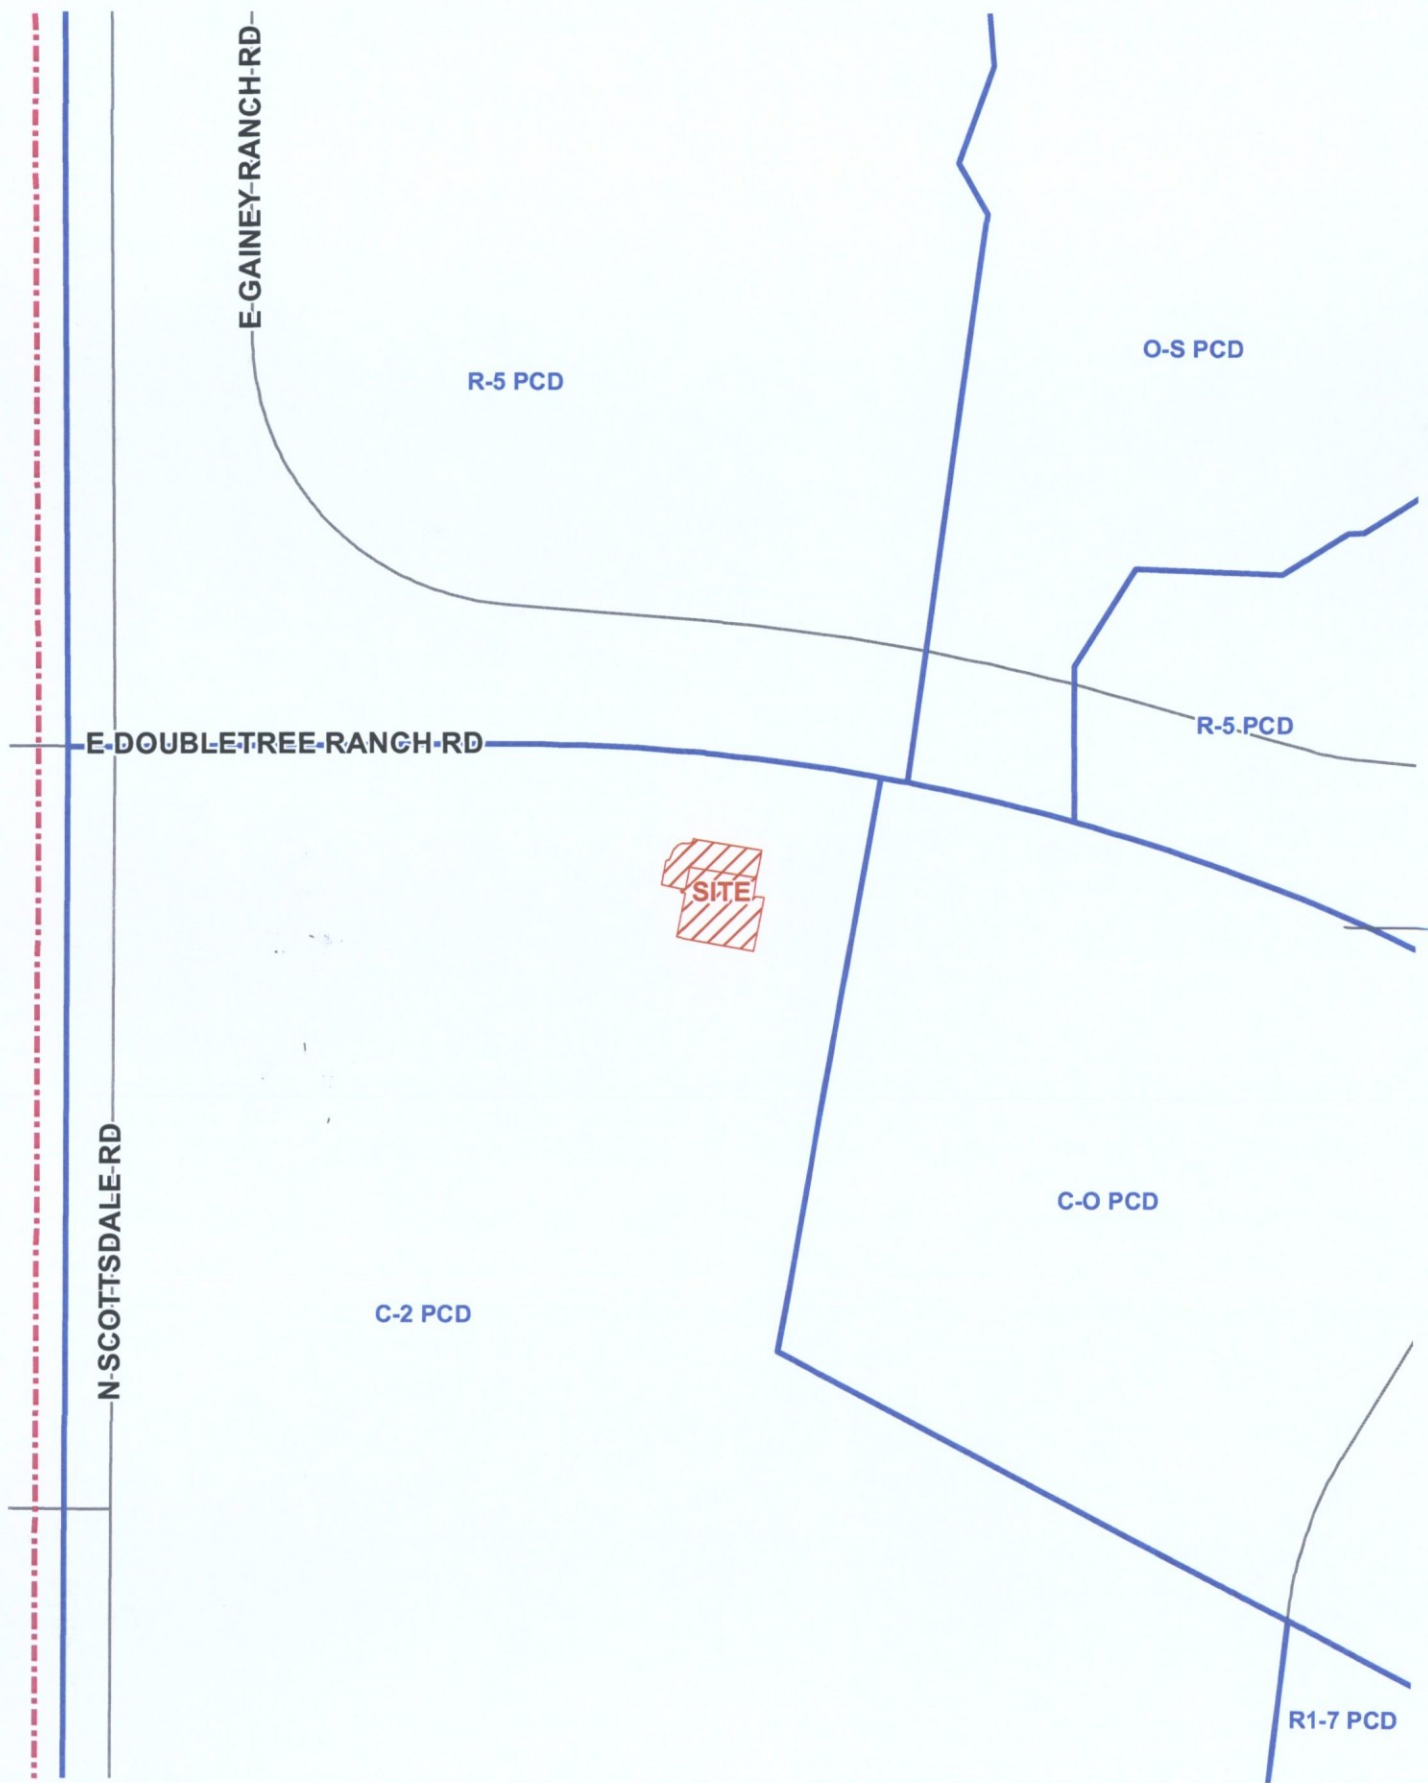 E GAINEY RANCH RD
O-S PCD
R-5 PCD
R-5 PCD
E DOUBLETREE RANCH RD
SITE
N SCOTTSDALE RD
C-O PCD
C-2 PCD
R1-7 PCD